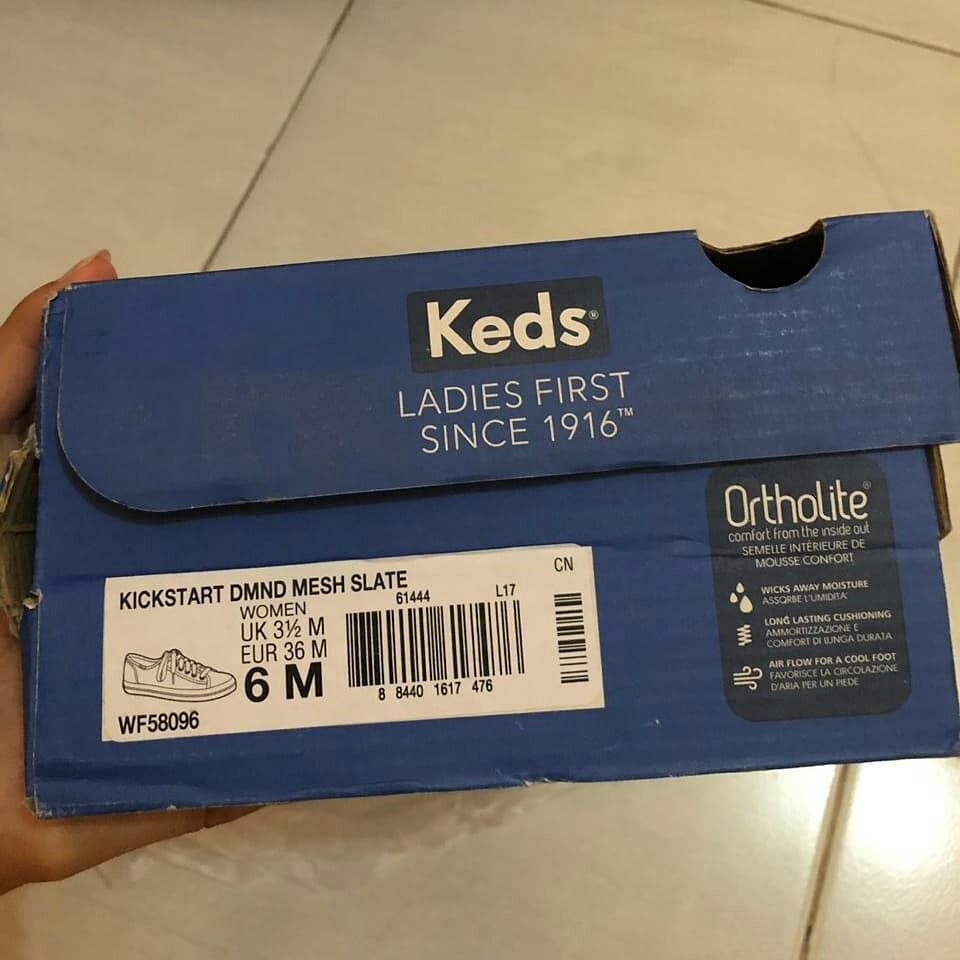 Keds®
LADIES FIRST
SINCE 1916™
Ortholite®
comfort from the inside out
SEMELLE INTÉRIEURE DE
MOUSSE CONFORT
WICKS AWAY MOISTURE
ASSORBE L'UMIDITA'
LONG LASTING CUSHIONING
AMMORTIZZAZIONE E
COMFORT DI LUNGA DURATA
AIR FLOW FOR A COOL FOOT
FAVORISCE LA CIRCOLAZIONE
D'ARIA PER UN PIEDE
KICKSTART DMND MESH SLATE
CN
WOMEN
61444
L17
UK 3½ M
EUR 36 M
6 M
8 8440 1617 476
WF58096